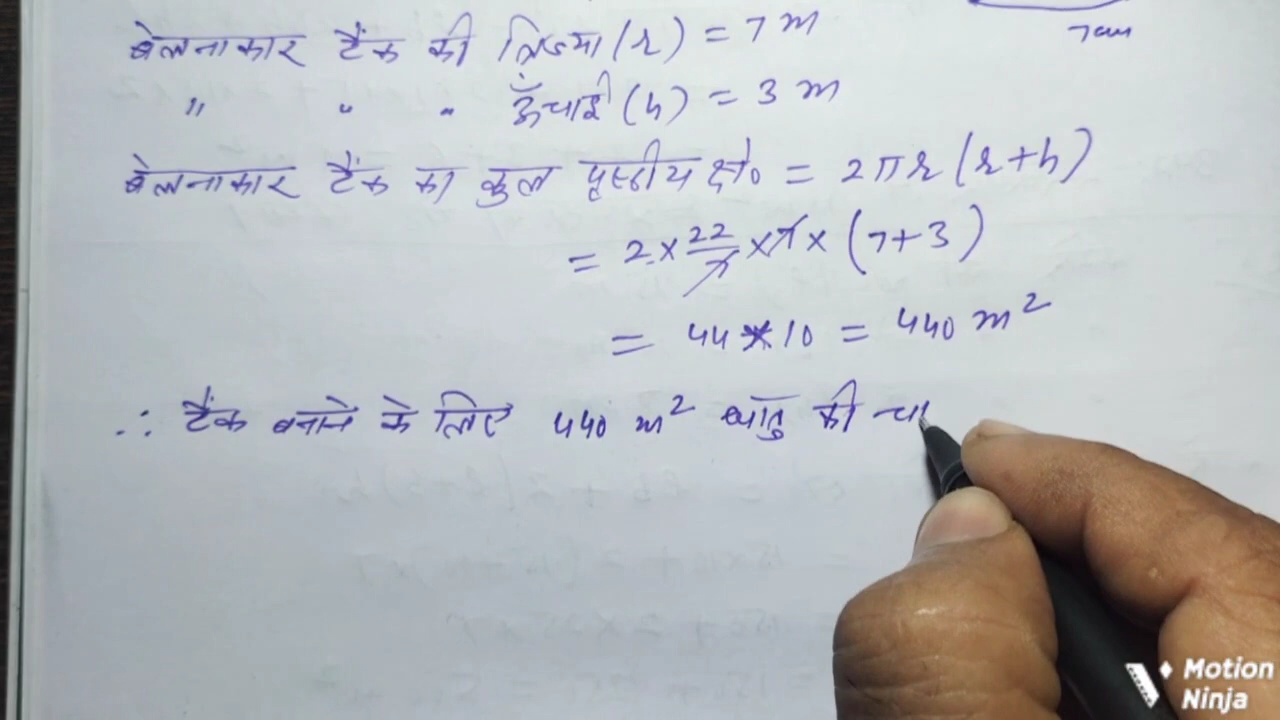 7cm
बेलनाकार टैंक की त्रिज्या (r) = 7 m
" " " ऊँचाई (h) = 3 m
बेलनाकार टैंक का कुल पृष्ठीय क्षे० = 2πr (r+h)
= 2 × 22/7 × 7 × (7+3)
= 44 × 10 = 440 m²
∴ टैंक बनाने के लिए 440 m² धातु की चा
Motion
Ninja